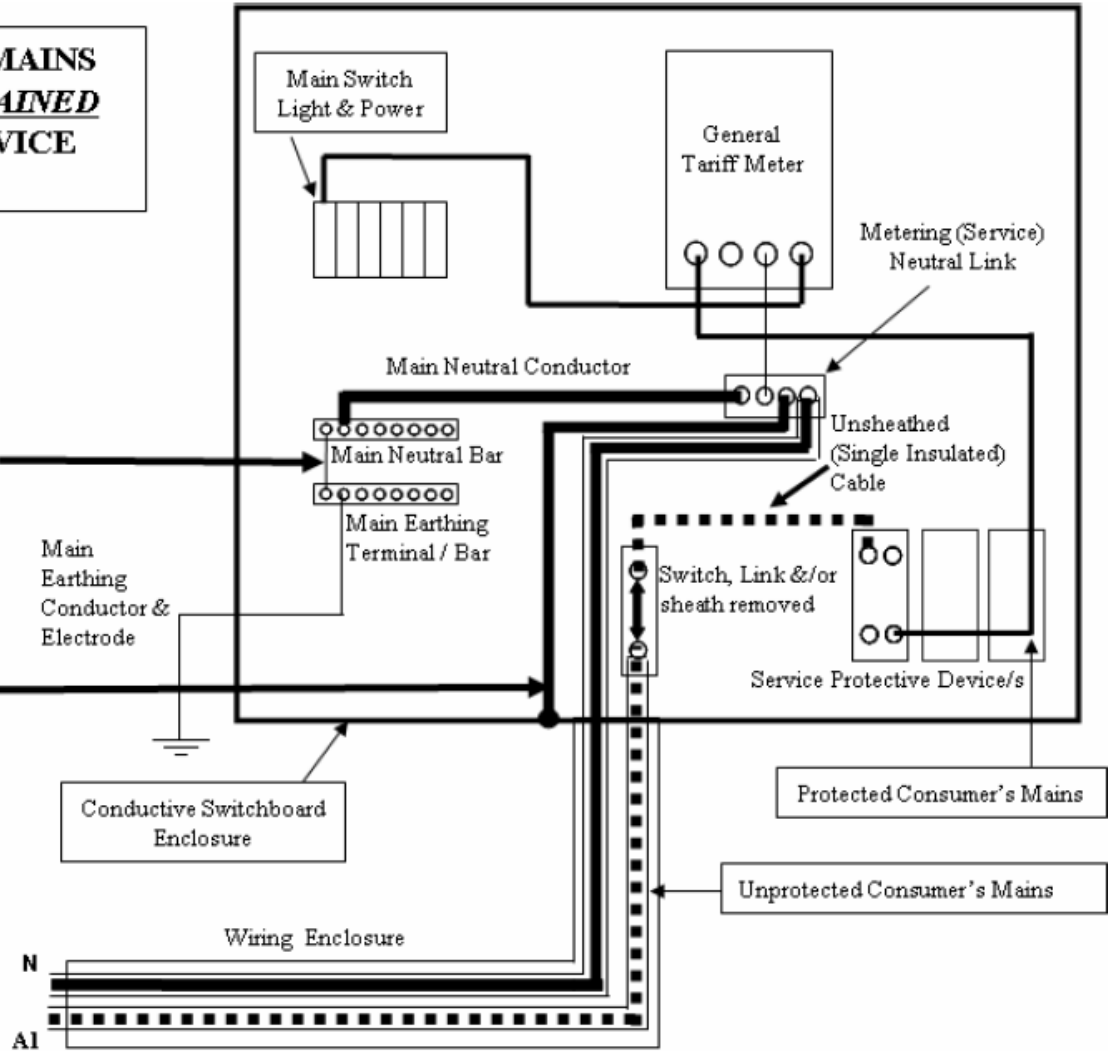 MAINS
AINED
VICE
Main Switch
Light & Power
General
Tariff Meter
Metering (Service)
Neutral Link
Main Neutral Conductor
Unsheathed
(Single Insulated)
Cable
Main Neutral Bar
Main Earthing
Terminal / Bar
Main
Earthing
Conductor &
Electrode
Switch, Link &/or
sheath removed
Service Protective Device/s
Protected Consumer's Mains
Conductive Switchboard
Enclosure
Unprotected Consumer's Mains
Wiring Enclosure
N
A1